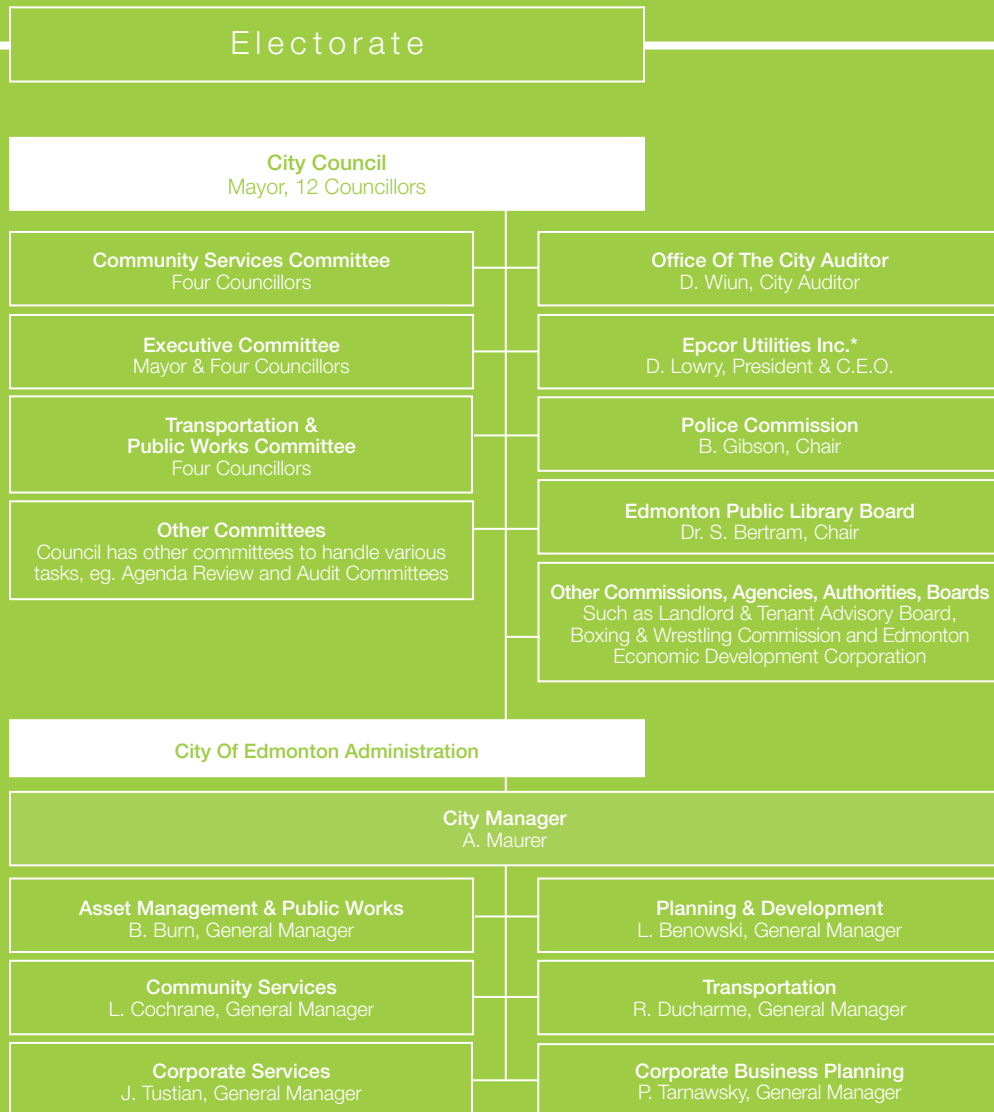 Electorate
City Council
Mayor, 12 Councillors
Community Services Committee
Four Councillors
Executive Committee
Mayor & Four Councillors
Transportation &
Public Works Committee
Four Councillors
Other Committees
Council has other committees to handle various
tasks, eg. Agenda Review and Audit Committees
Office Of The City Auditor
D. Wiun, City Auditor
Epcor Utilities Inc.*
D. Lowry, President & C.E.O.
Police Commission
B. Gibson, Chair
Edmonton Public Library Board
Dr. S. Bertram, Chair
Other Commissions, Agencies, Authorities, Boards
Such as Landlord & Tenant Advisory Board,
Boxing & Wrestling Commission and Edmonton
Economic Development Corporation
City Of Edmonton Administration
City Manager
A. Maurer
Asset Management & Public Works
B. Burn, General Manager
Community Services
L. Cochrane, General Manager
Corporate Services
J. Tustian, General Manager
Planning & Development
L. Benowski, General Manager
Transportation
R. Ducharme, General Manager
Corporate Business Planning
P. Tarnawsky, General Manager